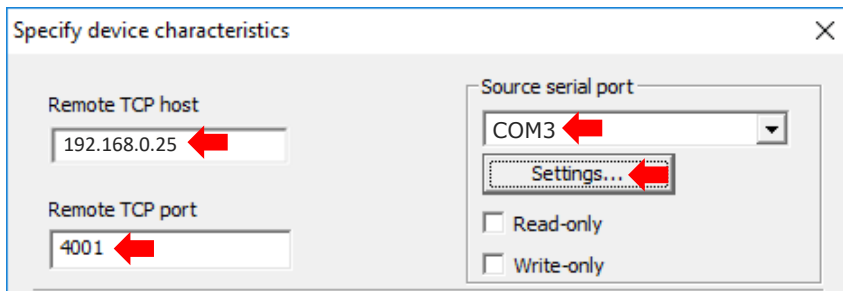 Specify device characteristics
Remote TCP host
192.168.0.25
Remote TCP port
4001
Source serial port
COM3
Settings...
Read-only
Write-only